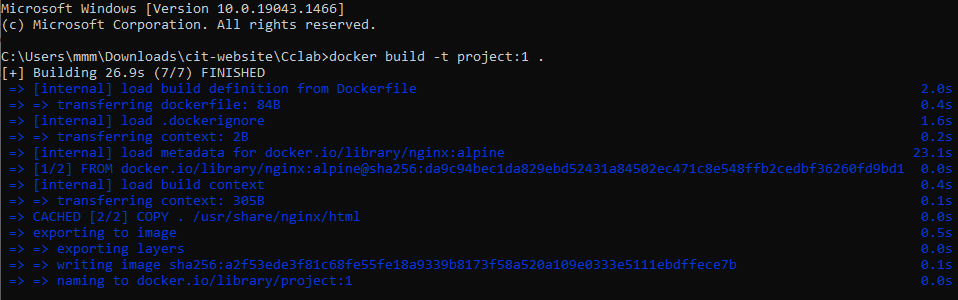 Microsoft Windows [Version 10.0.19043.1466]
(c) Microsoft Corporation. All rights reserved.
C:\Users\mmm\Downloads\cit-website\Cclab>docker build -t project:1 .
[+] Building 26.9s (7/7) FINISHED
=> [internal] load build definition from Dockerfile 2.0s
=> => transferring dockerfile: 84B 0.4s
=> [internal] load .dockerignore 1.6s
=> => transferring context: 2B 0.2s
=> [internal] load metadata for docker.io/library/nginx:alpine 23.1s
=> [1/2] FROM docker.io/library/nginx:alpine@sha256:da9c94bec1da829ebd52431a84502ec471c8e548ffb2cedbf36260fd9bd1 0.0s
=> [internal] load build context 0.4s
=> => transferring context: 305B 0.1s
=> CACHED [2/2] COPY . /usr/share/nginx/html 0.0s
=> exporting to image 0.5s
=> => exporting layers 0.0s
=> => writing image sha256:a2f53ede3f81c68fe55fe18a9339b8173f58a520a109e0333e5111ebdffece7b 0.1s
=> => naming to docker.io/library/project:1 0.0s